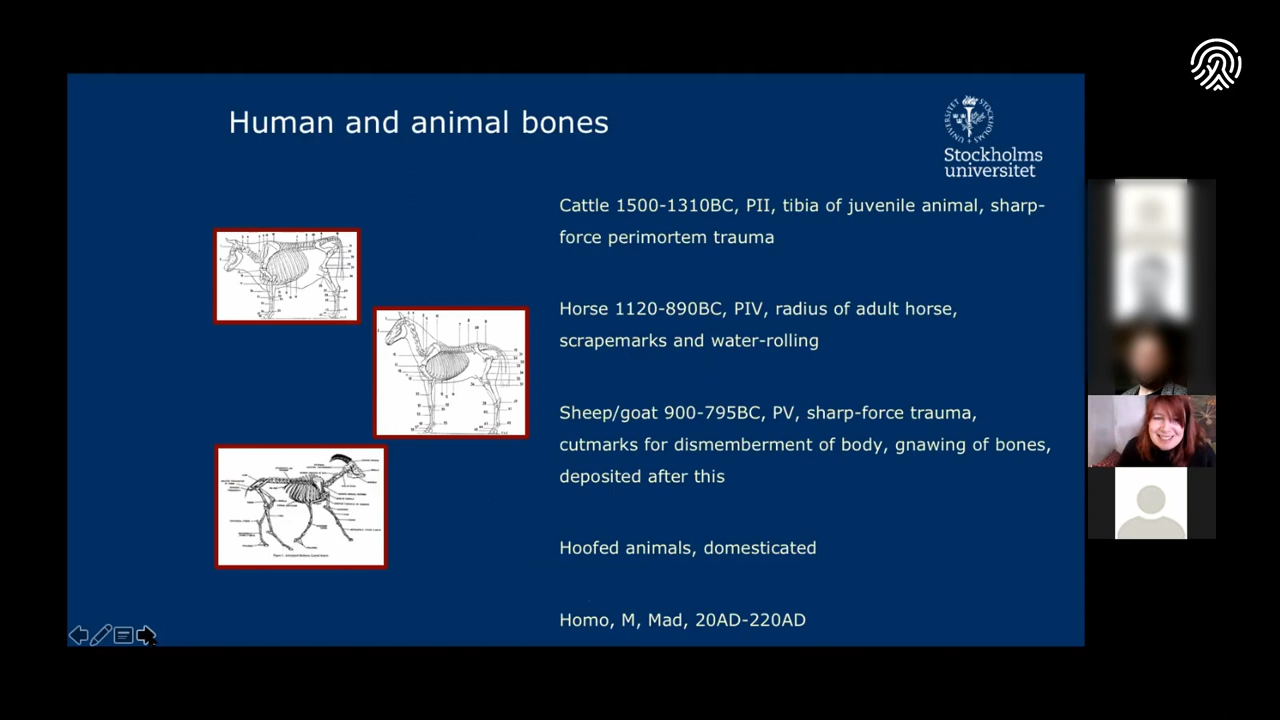 Human and animal bones
Stockholms
universitet
Cattle 1500-1310BC, PII, tibia of juvenile animal, sharp-
force perimortem trauma
Horse 1120-890BC, PIV, radius of adult horse,
scrapemarks and water-rolling
Sheep/goat 900-795BC, PV, sharp-force trauma,
cutmarks for dismemberment of body, gnawing of bones,
deposited after this
Hoofed animals, domesticated
Homo, M, Mad, 20AD-220AD